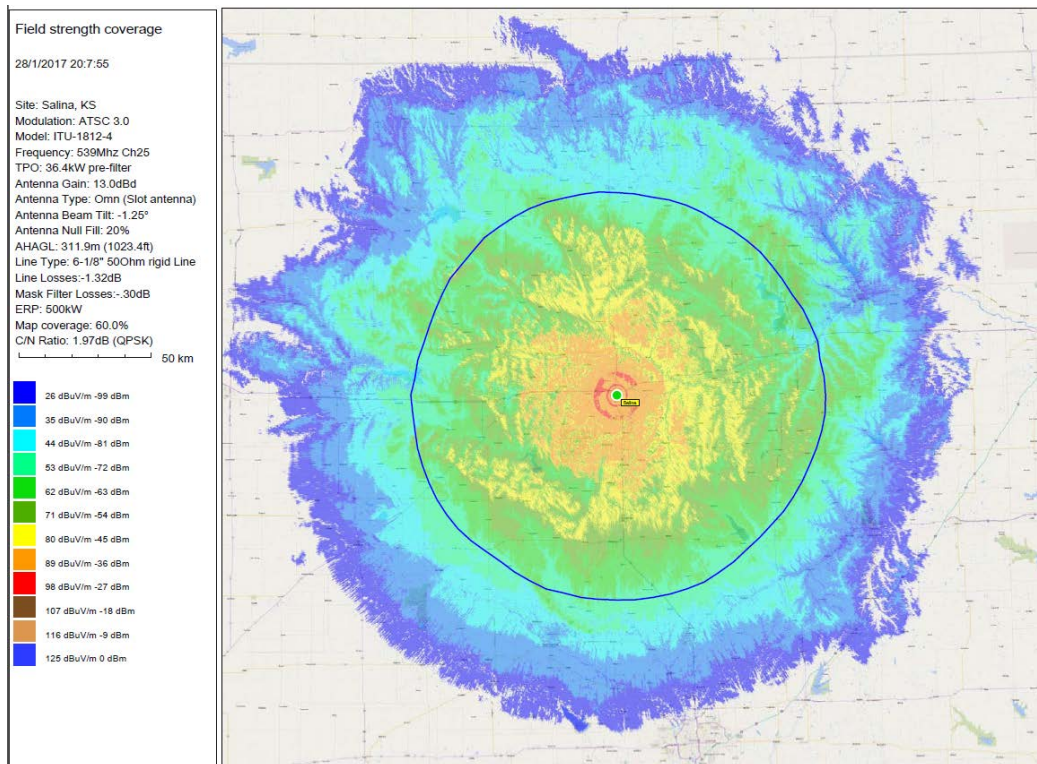 Field strength coverage
28/1/2017 20:7:55
Site: Salina, KS
Modulation: ATSC 3.0
Model: ITU-1812-4
Frequency: 539Mhz Ch25
TPO: 36.4kW pre-filter
Antenna Gain: 13.0dBd
Antenna Type: Omn (Slot antenna)
Antenna Beam Tilt: -1.25°
Antenna Null Fill: 20%
AHAGL: 311.9m (1023.4ft)
Line Type: 6-1/8" 50Ohm rigid Line
Line Losses:-1.32dB
Mask Filter Losses:-.30dB
ERP: 500kW
Map coverage: 60.0%
C/N Ratio: 1.97dB (QPSK)
50 km
26 dBuV/m -99 dBm
35 dBuV/m -90 dBm
44 dBuV/m -81 dBm
53 dBuV/m -72 dBm
62 dBuV/m -63 dBm
71 dBuV/m -54 dBm
80 dBuV/m -45 dBm
89 dBuV/m -36 dBm
98 dBuV/m -27 dBm
107 dBuV/m -18 dBm
116 dBuV/m -9 dBm
125 dBuV/m 0 dBm
Salina